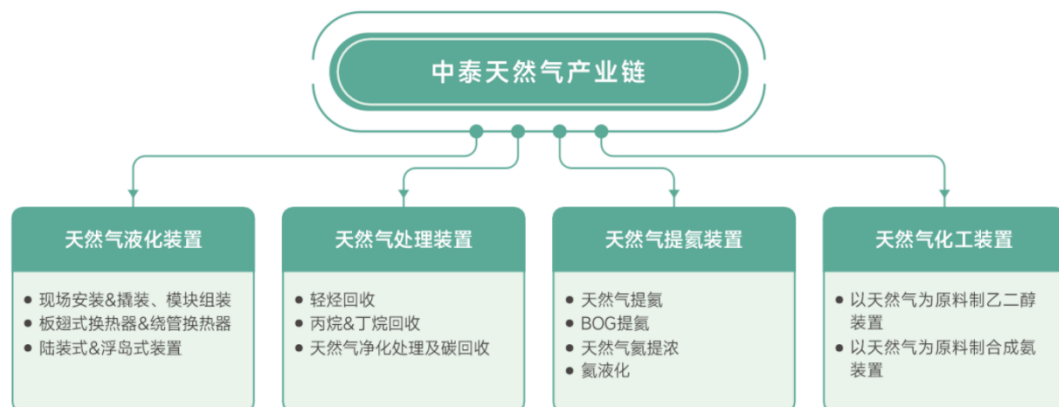 中泰天然气产业链
天然气液化装置
● 现场安装&撬装、模块组装
● 板翅式换热器&绕管换热器
● 陆装式&浮岛式装置
天然气处理装置
● 轻烃回收
● 丙烷&丁烷回收
● 天然气净化处理及碳回收
天然气提氦装置
● 天然气提氦
● BOG提氦
● 天然气氦提浓
● 氦液化
天然气化工装置
● 以天然气为原料制乙二醇
装置
● 以天然气为原料制合成氨
装置